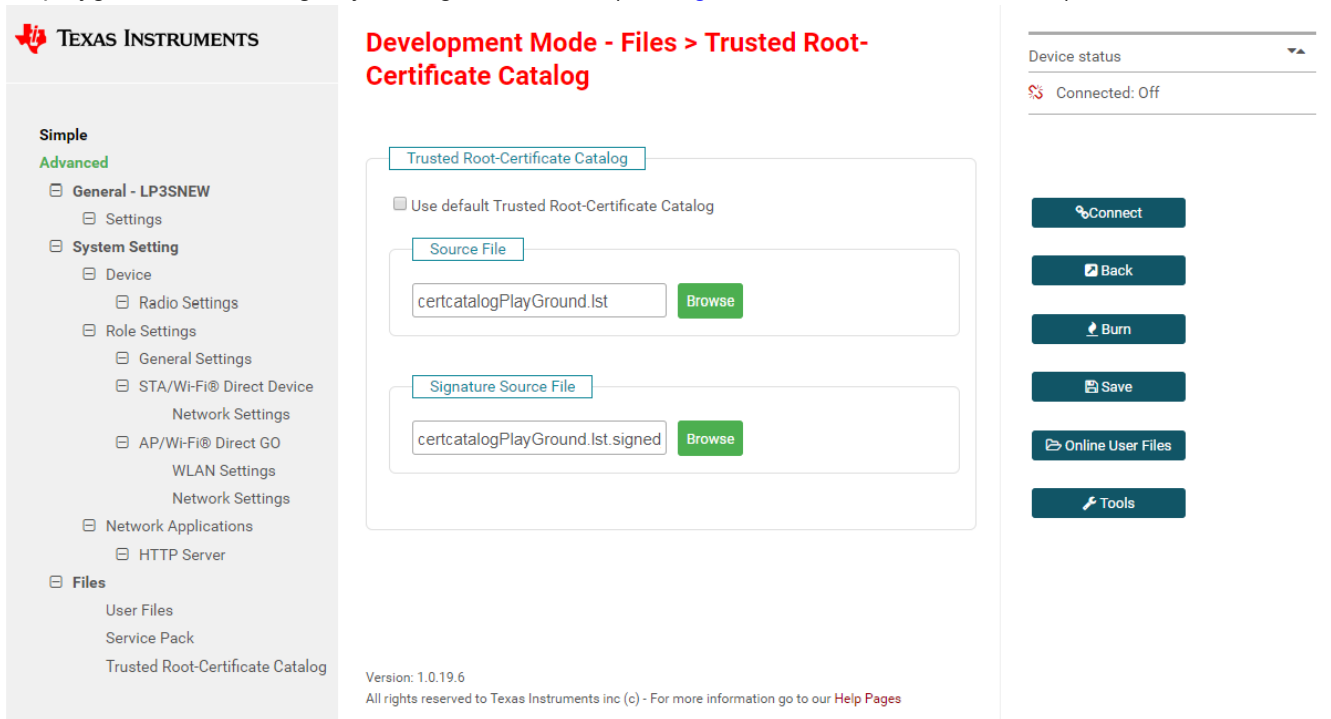 TEXAS INSTRUMENTS
Simple
Advanced
General - LP3SNEW
Settings
System Setting
Device
Radio Settings
Role Settings
General Settings
STA/Wi-Fi® Direct Device
Network Settings
AP/Wi-Fi® Direct GO
WLAN Settings
Network Settings
Network Applications
HTTP Server
Files
User Files
Service Pack
Trusted Root-Certificate Catalog
Development Mode - Files > Trusted Root-
Certificate Catalog
Trusted Root-Certificate Catalog
Use default Trusted Root-Certificate Catalog
Source File
certcatalogPlayGround.lst
Browse
Signature Source File
certcatalogPlayGround.lst.signed
Browse
Version: 1.0.19.6
All rights reserved to Texas Instruments inc (c) - For more information go to our Help Pages
Device status
Connected: Off
Connect
Back
Burn
Save
Online User Files
Tools